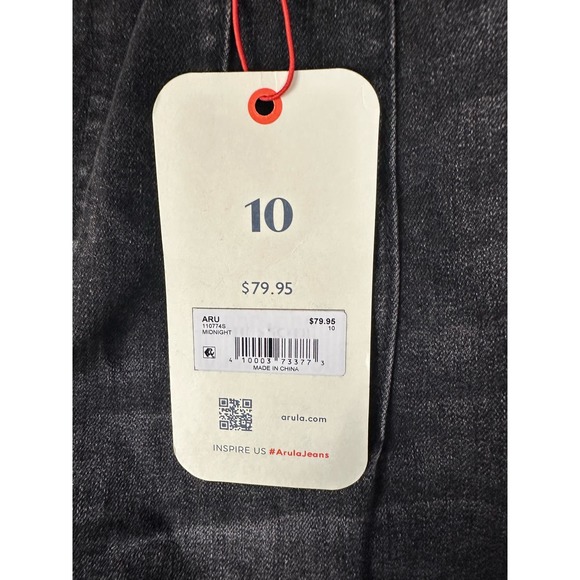 10
$79.95
ARU $79.95
110774S 10
MIDNIGHT
4 10003 73377 3
MADE IN CHINA
arula.com
INSPIRE US #ArulaJeans